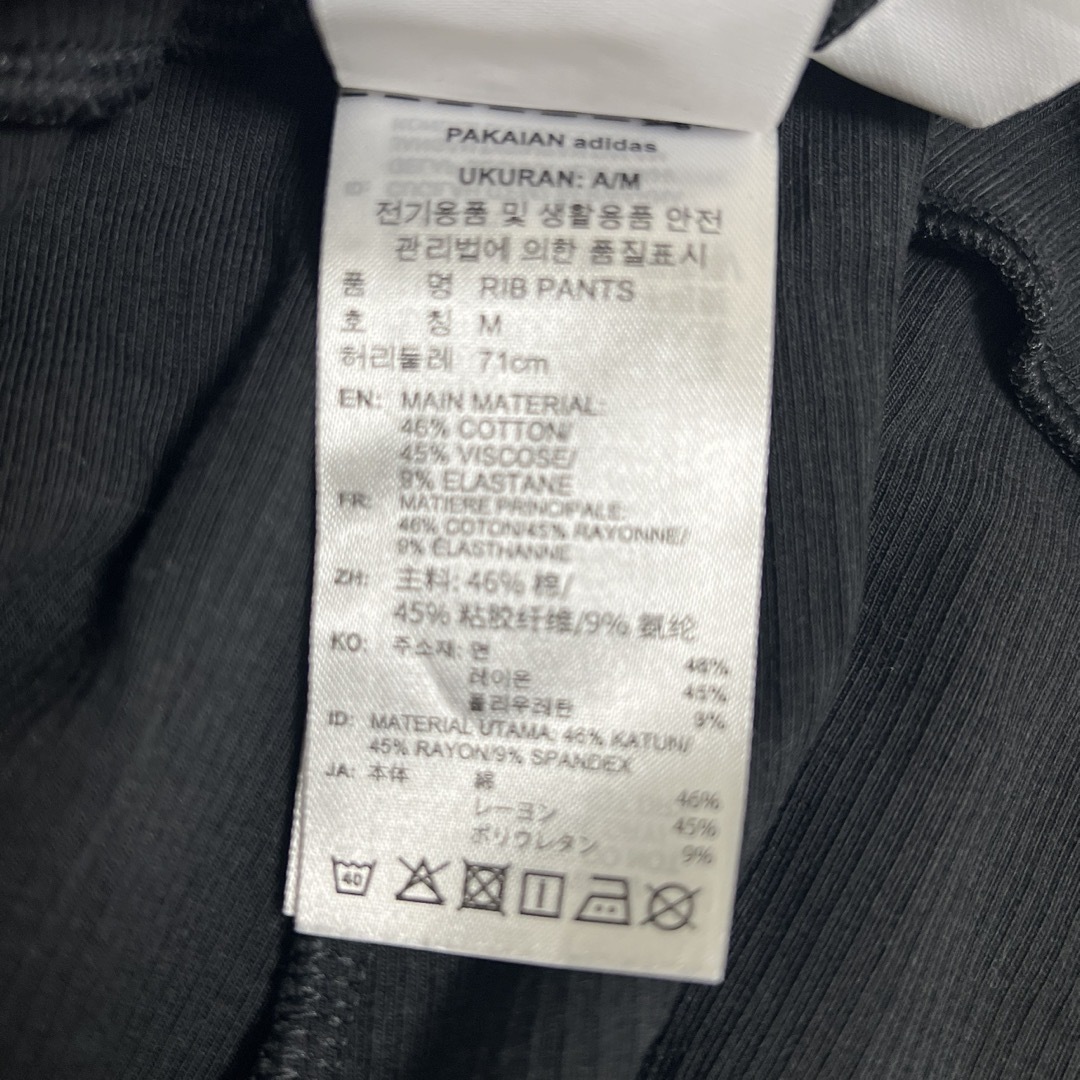 PAKAIAN adidas
UKURAN: A/M
전기용품 및 생활용품 안전
관리법에 의한 품질표시
품 명 RIB PANTS
호 칭 M
허리둘레 71cm
EN: MAIN MATERIAL:
46% COTTON/
45% VISCOSE/
9% ELASTANE
FR: MATIERE PRINCIPALE:
46% COTON/45% RAYONNE/
9% ÉLASTHANNE
ZH: 主料: 46% 棉/
45% 粘胶纤维/9% 氨纶
KO: 주소재: 면 46%
레이온 45%
폴리우레탄 9%
ID: MATERIAL UTAMA: 46% KATUN/
45% RAYON/9% SPANDEX
JA: 本体 綿 46%
レーヨン 45%
ポリウレタン 9%
40